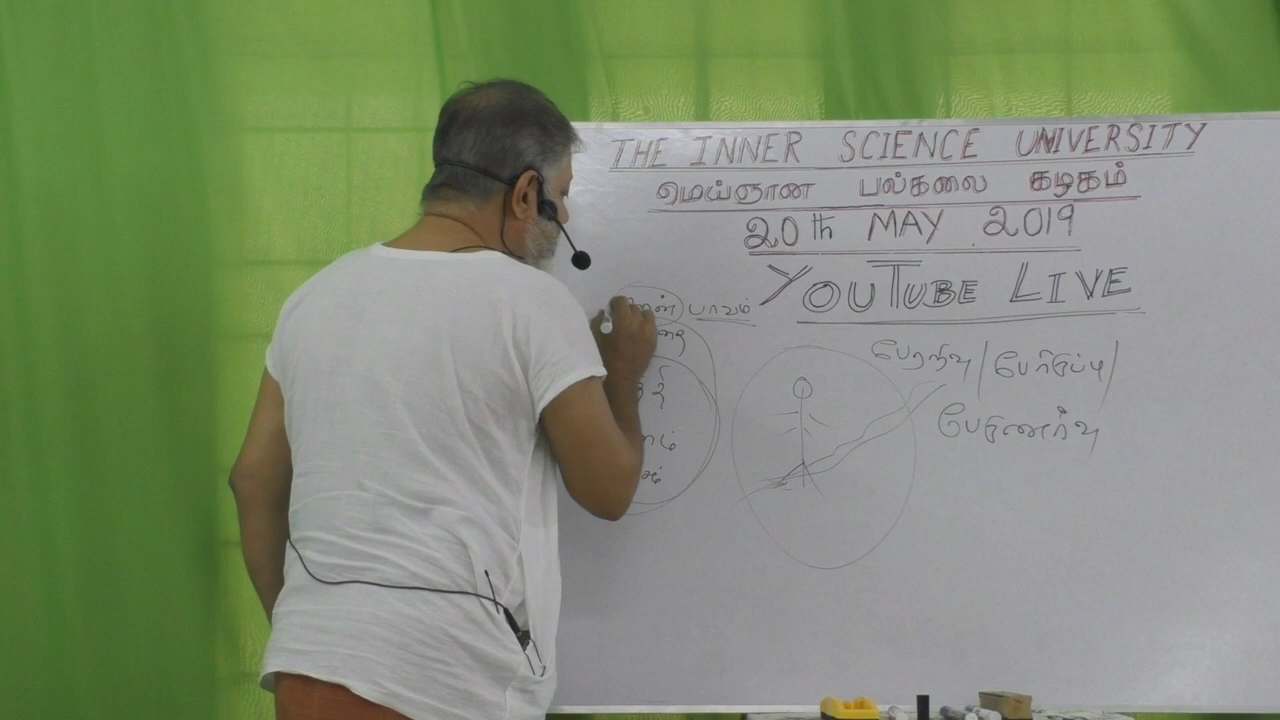 THE INNER SCIENCE UNIVERSITY
மெய்ஞான பல்கலை கழகம்
20th MAY 2019
YOUTUBE LIVE
பாவம்
பேரறிவு / பேரிருப்பு /
பேருணர்வு